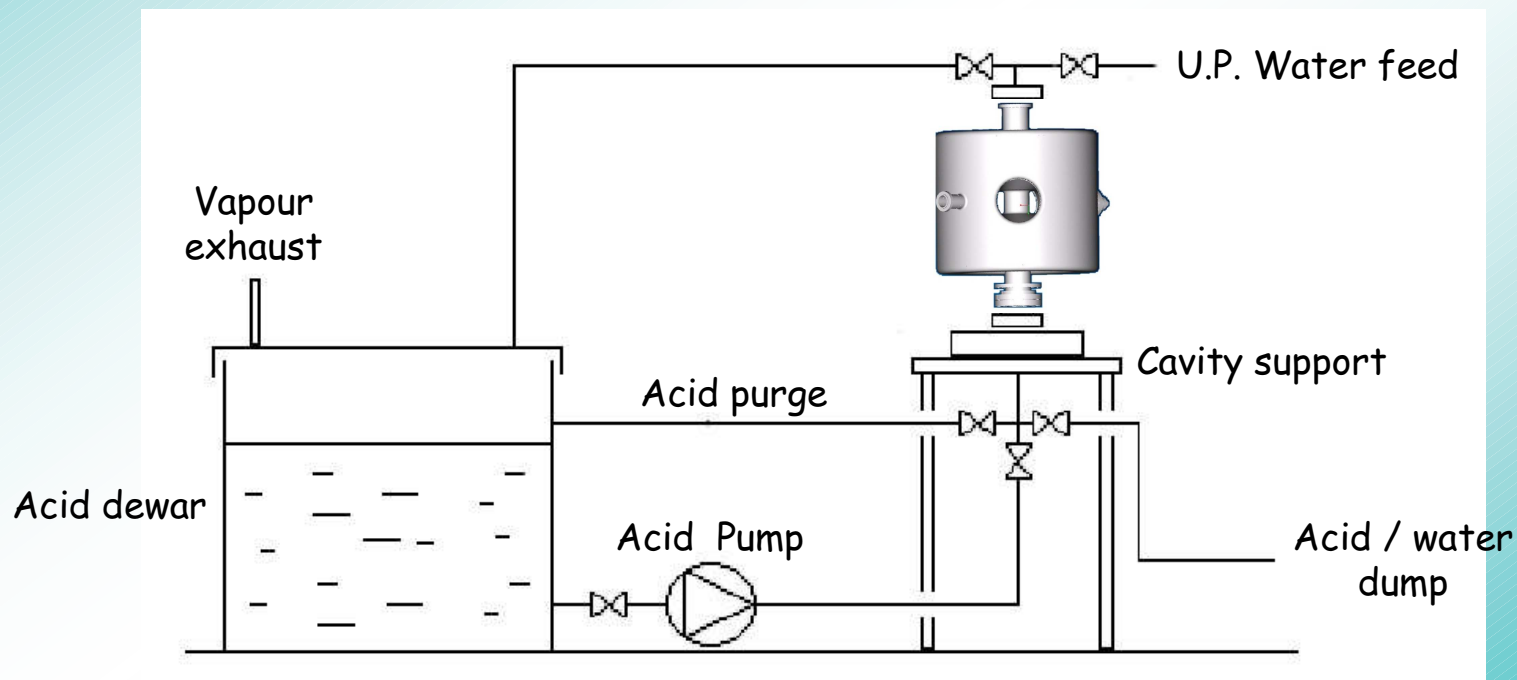 U.P. Water feed
Vapour
exhaust
Cavity support
Acid purge
Acid dewar
Acid  Pump
Acid / water
dump